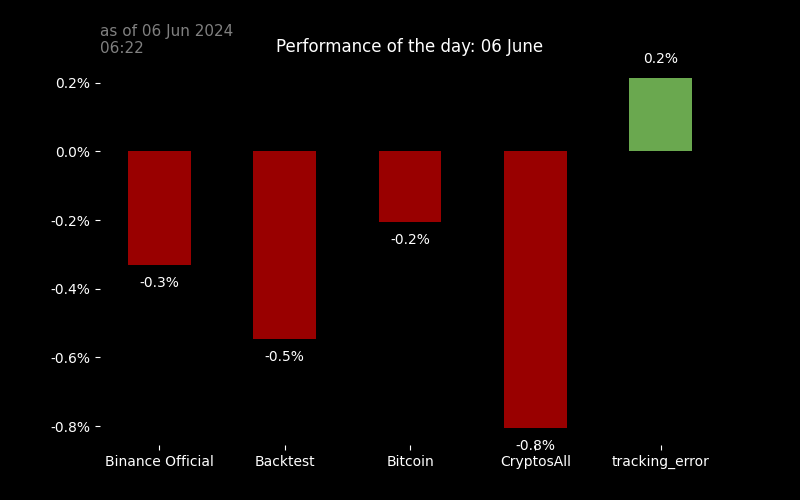 as of 06 Jun 2024
06:22
Performance of the day: 06 June
0.2%
0.2%
0.0%
-0.2%
-0.2%
-0.3%
-0.4%
-0.5%
-0.6%
-0.8%
-0.8%
Binance Official
Backtest
Bitcoin
CryptosAll
tracking_error